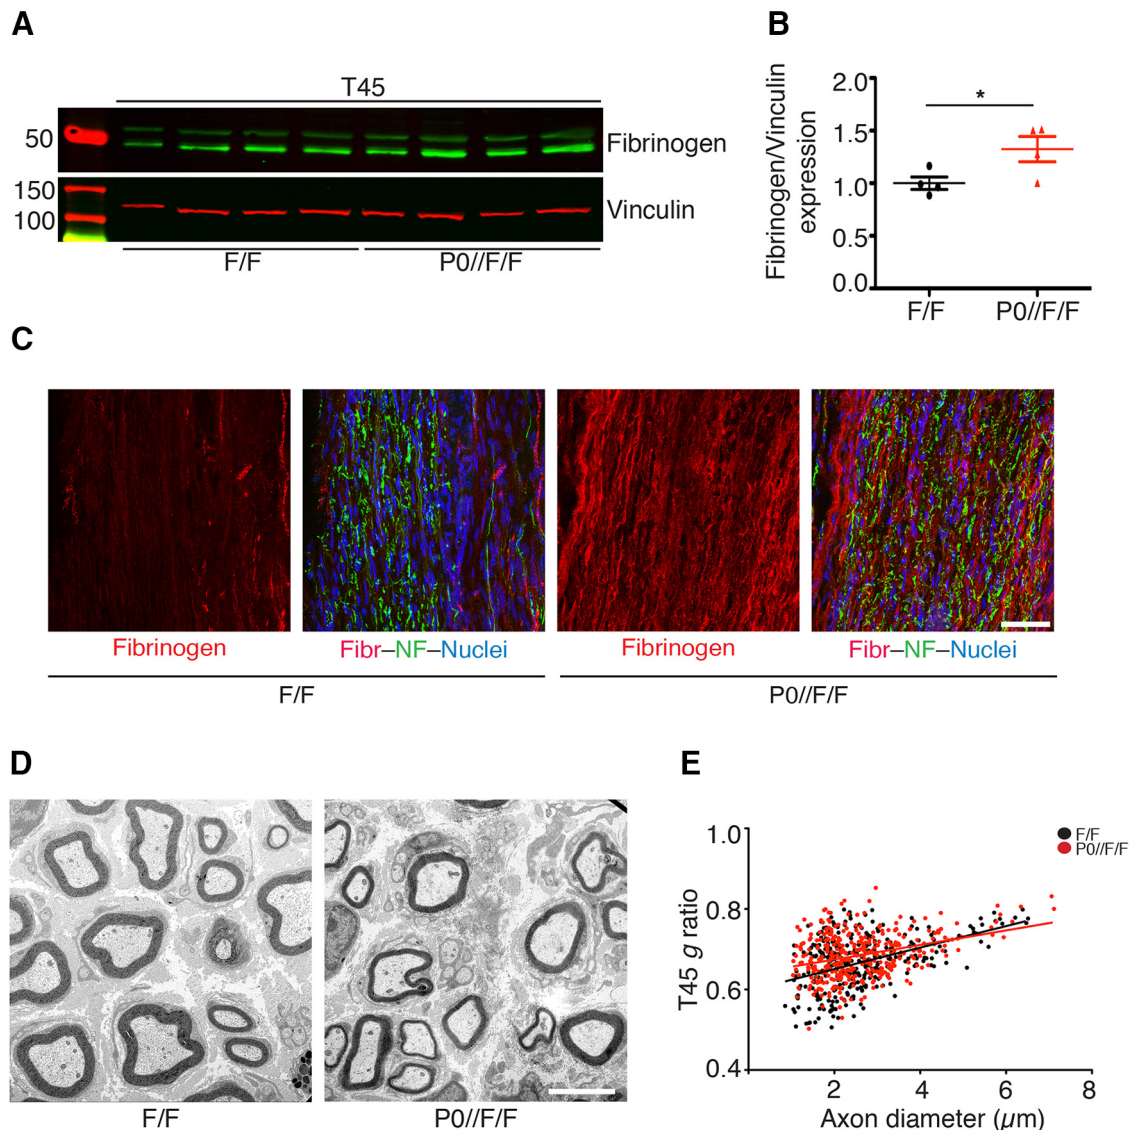 A
T45
50
Fibrinogen
150
100
Vinculin
F/F
P0//F/F
B
Fibrinogen/Vinculin
expression
2.0
1.5
1.0
0.5
0.0
*
F/F
P0//F/F
C
Fibrinogen
Fibr–NF–Nuclei
Fibrinogen
Fibr–NF–Nuclei
F/F
P0//F/F
D
F/F
P0//F/F
E
T45 g ratio
1.0
0.8
0.6
0.4
F/F
P0//F/F
2
4
6
8
Axon diameter (µm)